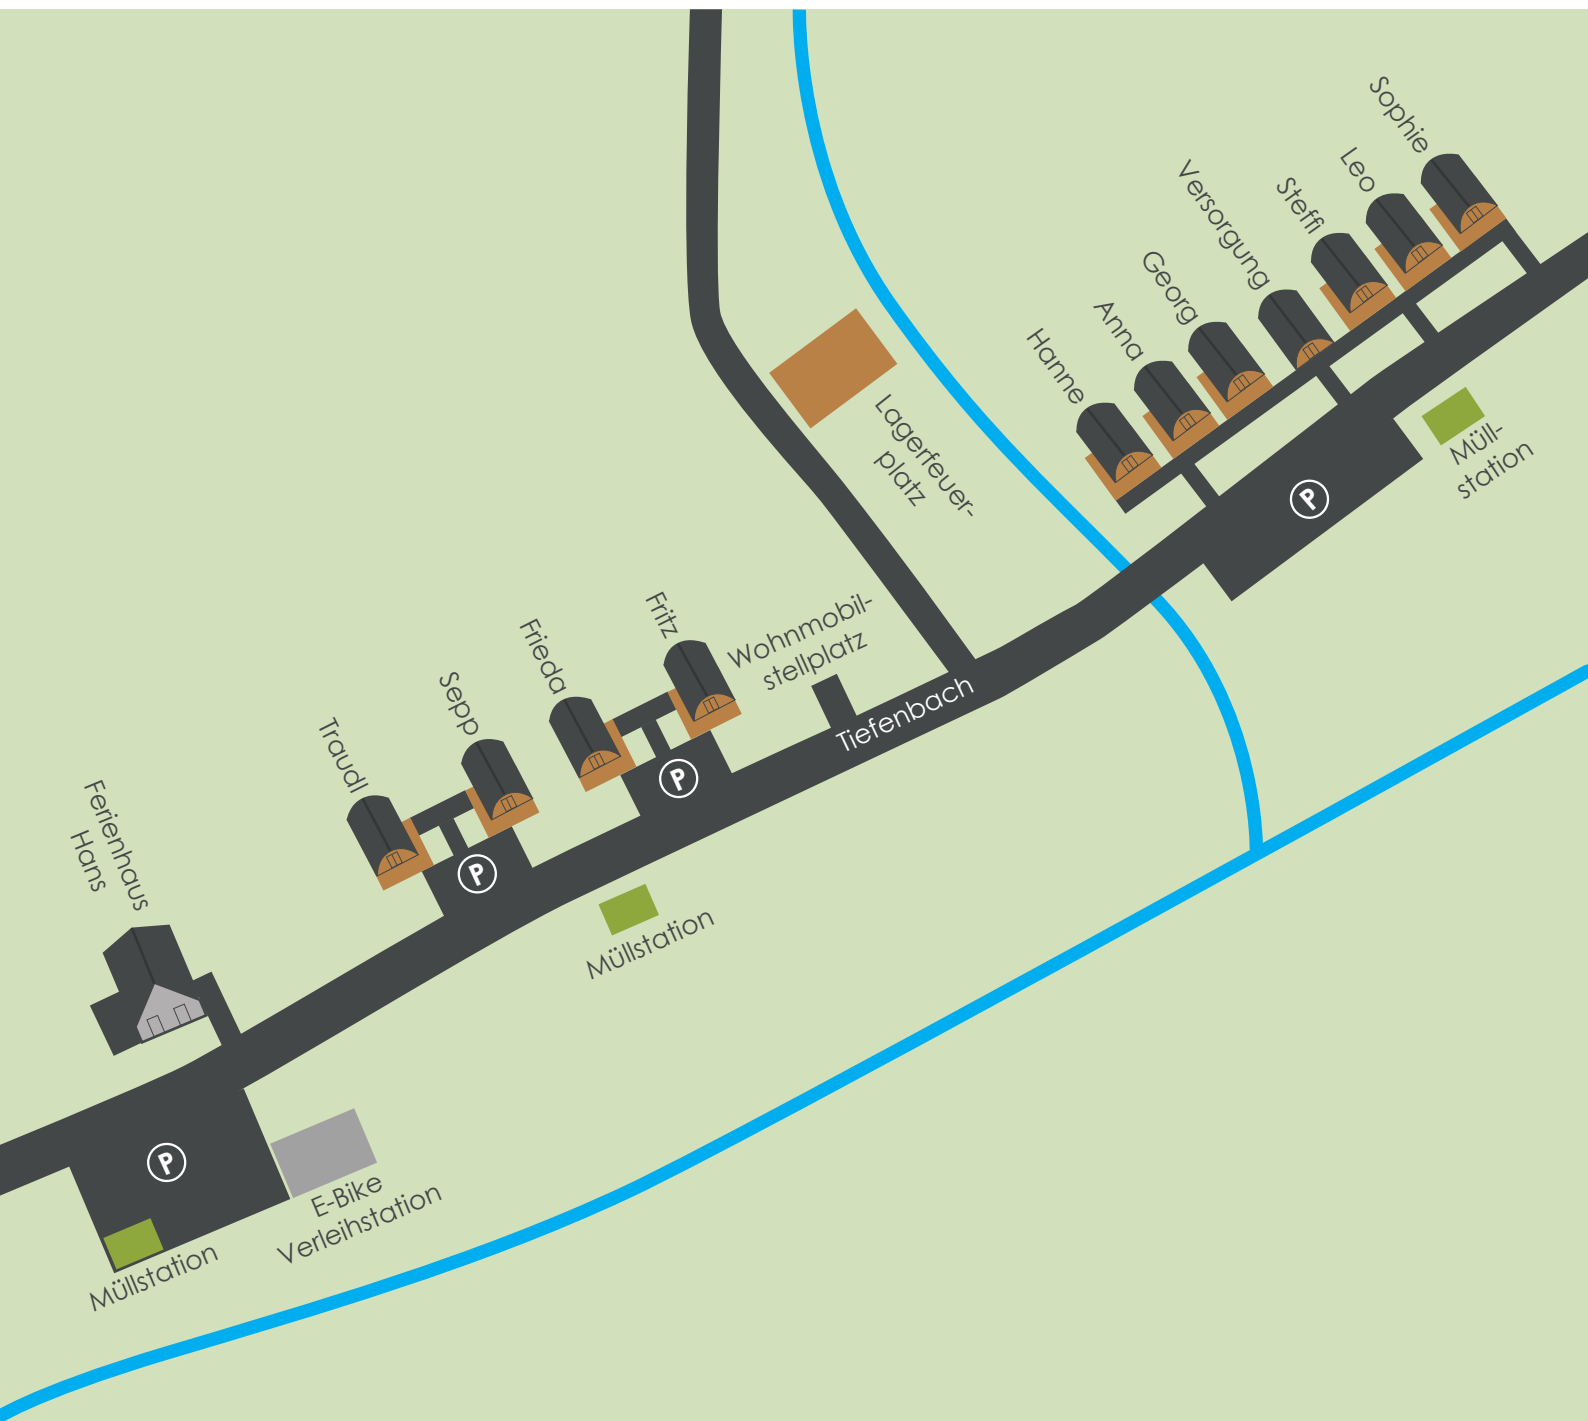 Sophie
Leo
Steffi
Versorgung
Georg
Anna
Hanne
Lagerfeuer-
platz
Müll-
station
P
Fritz
Wohnmobil-
stellplatz
Frieda
Sepp
Tiefenbach
Traudl
P
P
Ferienhaus
Hans
Müllstation
P
E-Bike
Verleihstation
Müllstation